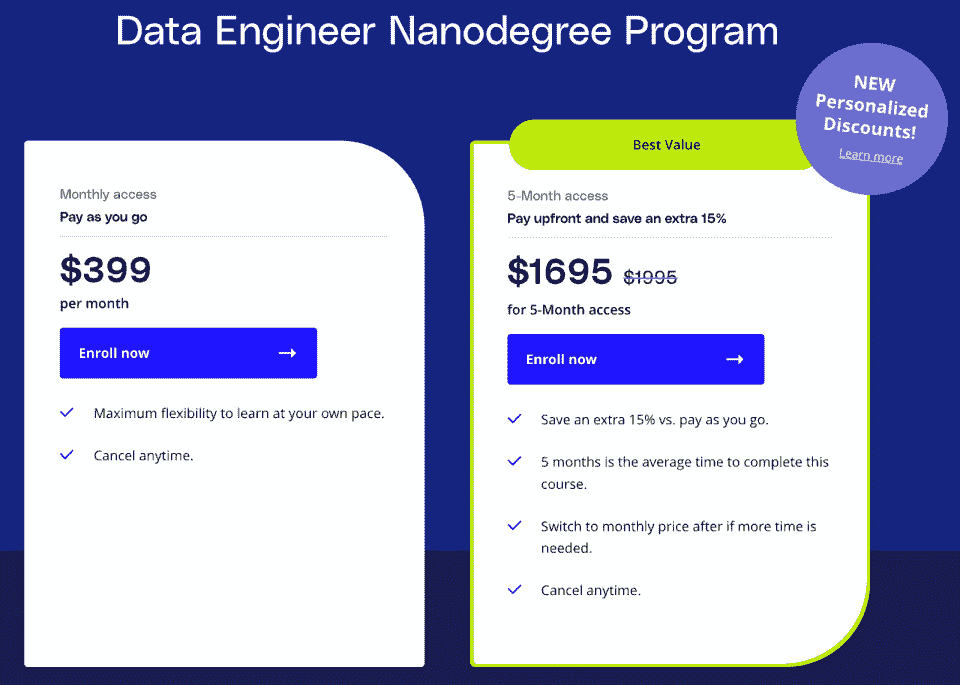 Data Engineer Nanodegree Program
NEW
Personalized
Discounts!
Learn more
Monthly access
Pay as you go
$399
per month
Enroll now →
Maximum flexibility to learn at your own pace.
Cancel anytime.
Best Value
5-Month access
Pay upfront and save an extra 15%
$1695 $1995
for 5-Month access
Enroll now →
Save an extra 15% vs. pay as you go.
5 months is the average time to complete this
course.
Switch to monthly price after if more time is
needed.
Cancel anytime.